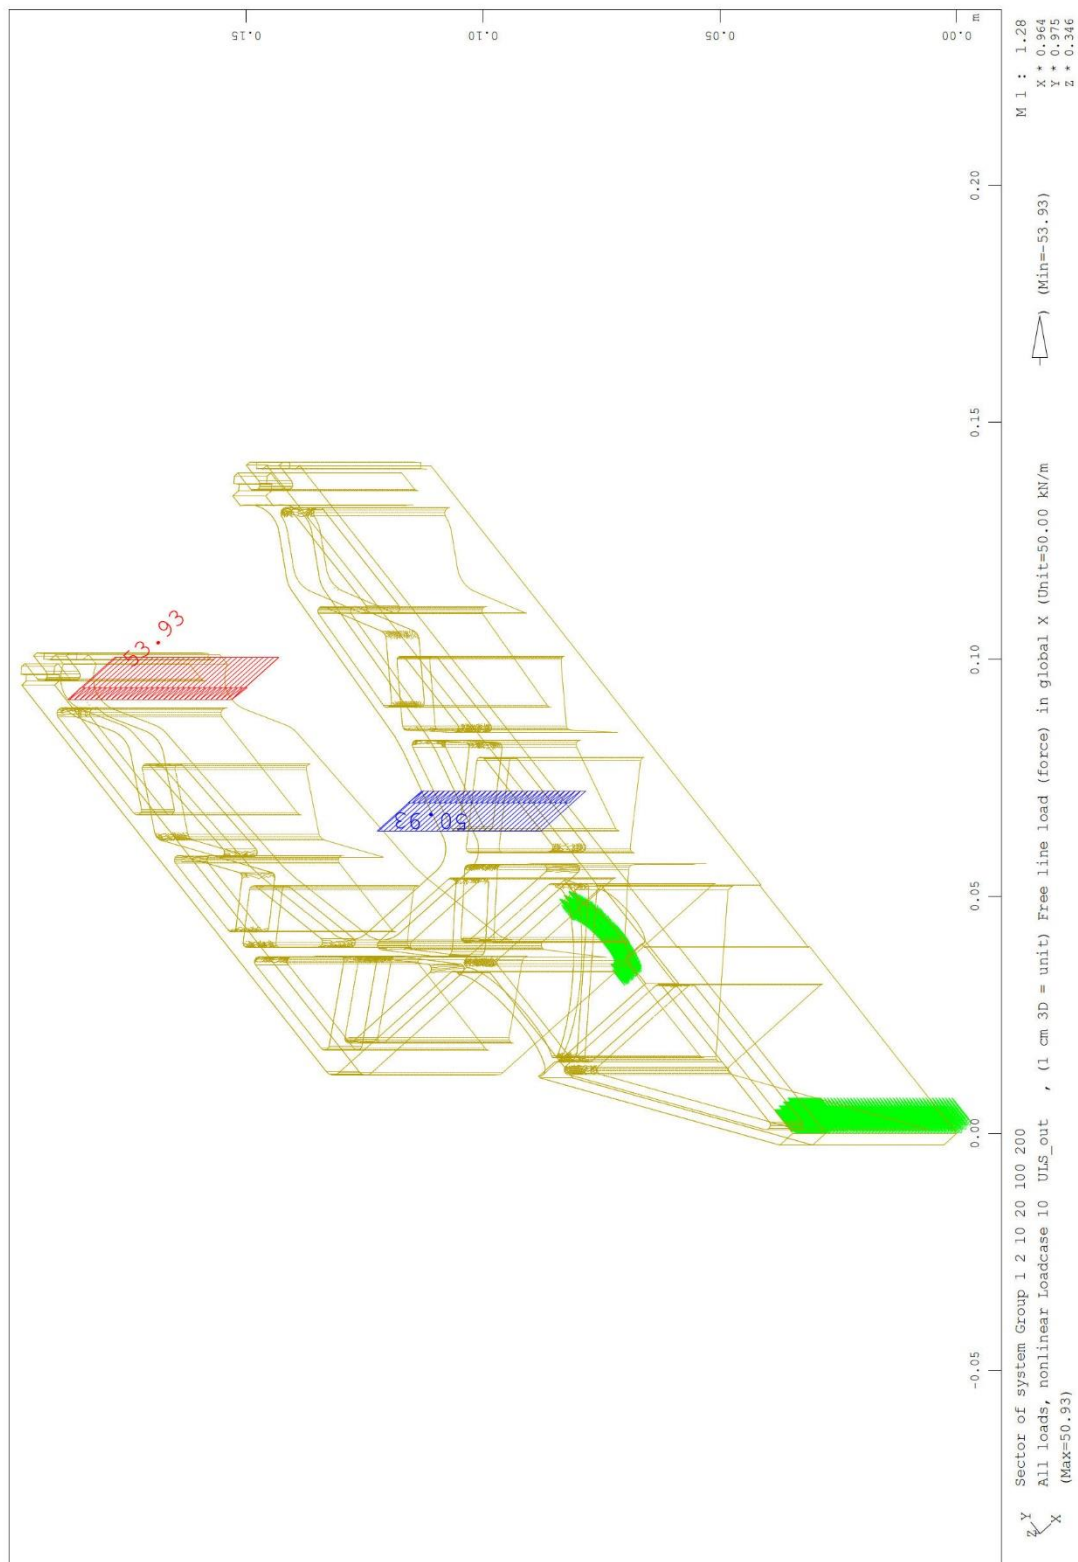 53.93
50.93
0.15
0.10
0.05
0.00
m
-0.05
0.00
0.05
0.10
0.15
0.20
M 1 : 1.28
X * 0.964
Y * 0.975
Z * 0.346
Sector of system Group 1 2 10 20 100 200
All loads, nonlinear Loadcase 10 ULS_out , (1 cm 3D = unit) Free line load (force) in global X (Unit=50.00 kN/m ) (Min=-53.93)
(Max=50.93)
Z Y
X